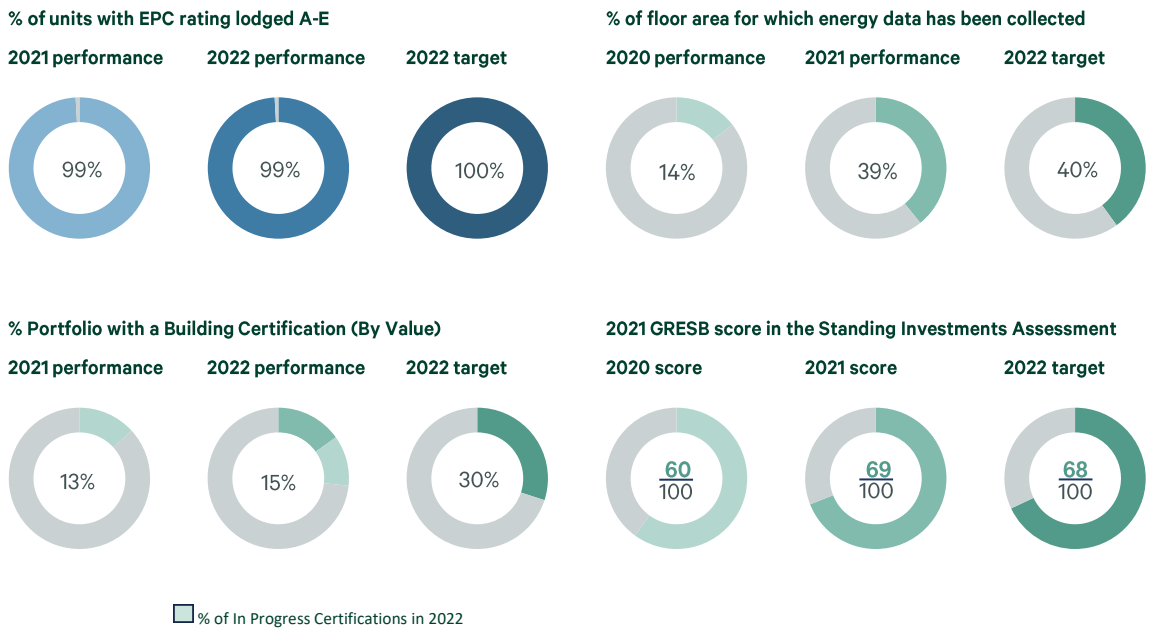 % of units with EPC rating lodged A-E
2021 performance
2022 performance
2022 target
99%
99%
100%
% of floor area for which energy data has been collected
2020 performance
2021 performance
2022 target
14%
39%
40%
% Portfolio with a Building Certification (By Value)
2021 performance
2022 performance
2022 target
13%
15%
30%
2021 GRESB score in the Standing Investments Assessment
2020 score
2021 score
2022 target
60
100
69
100
68
100
% of In Progress Certifications in 2022